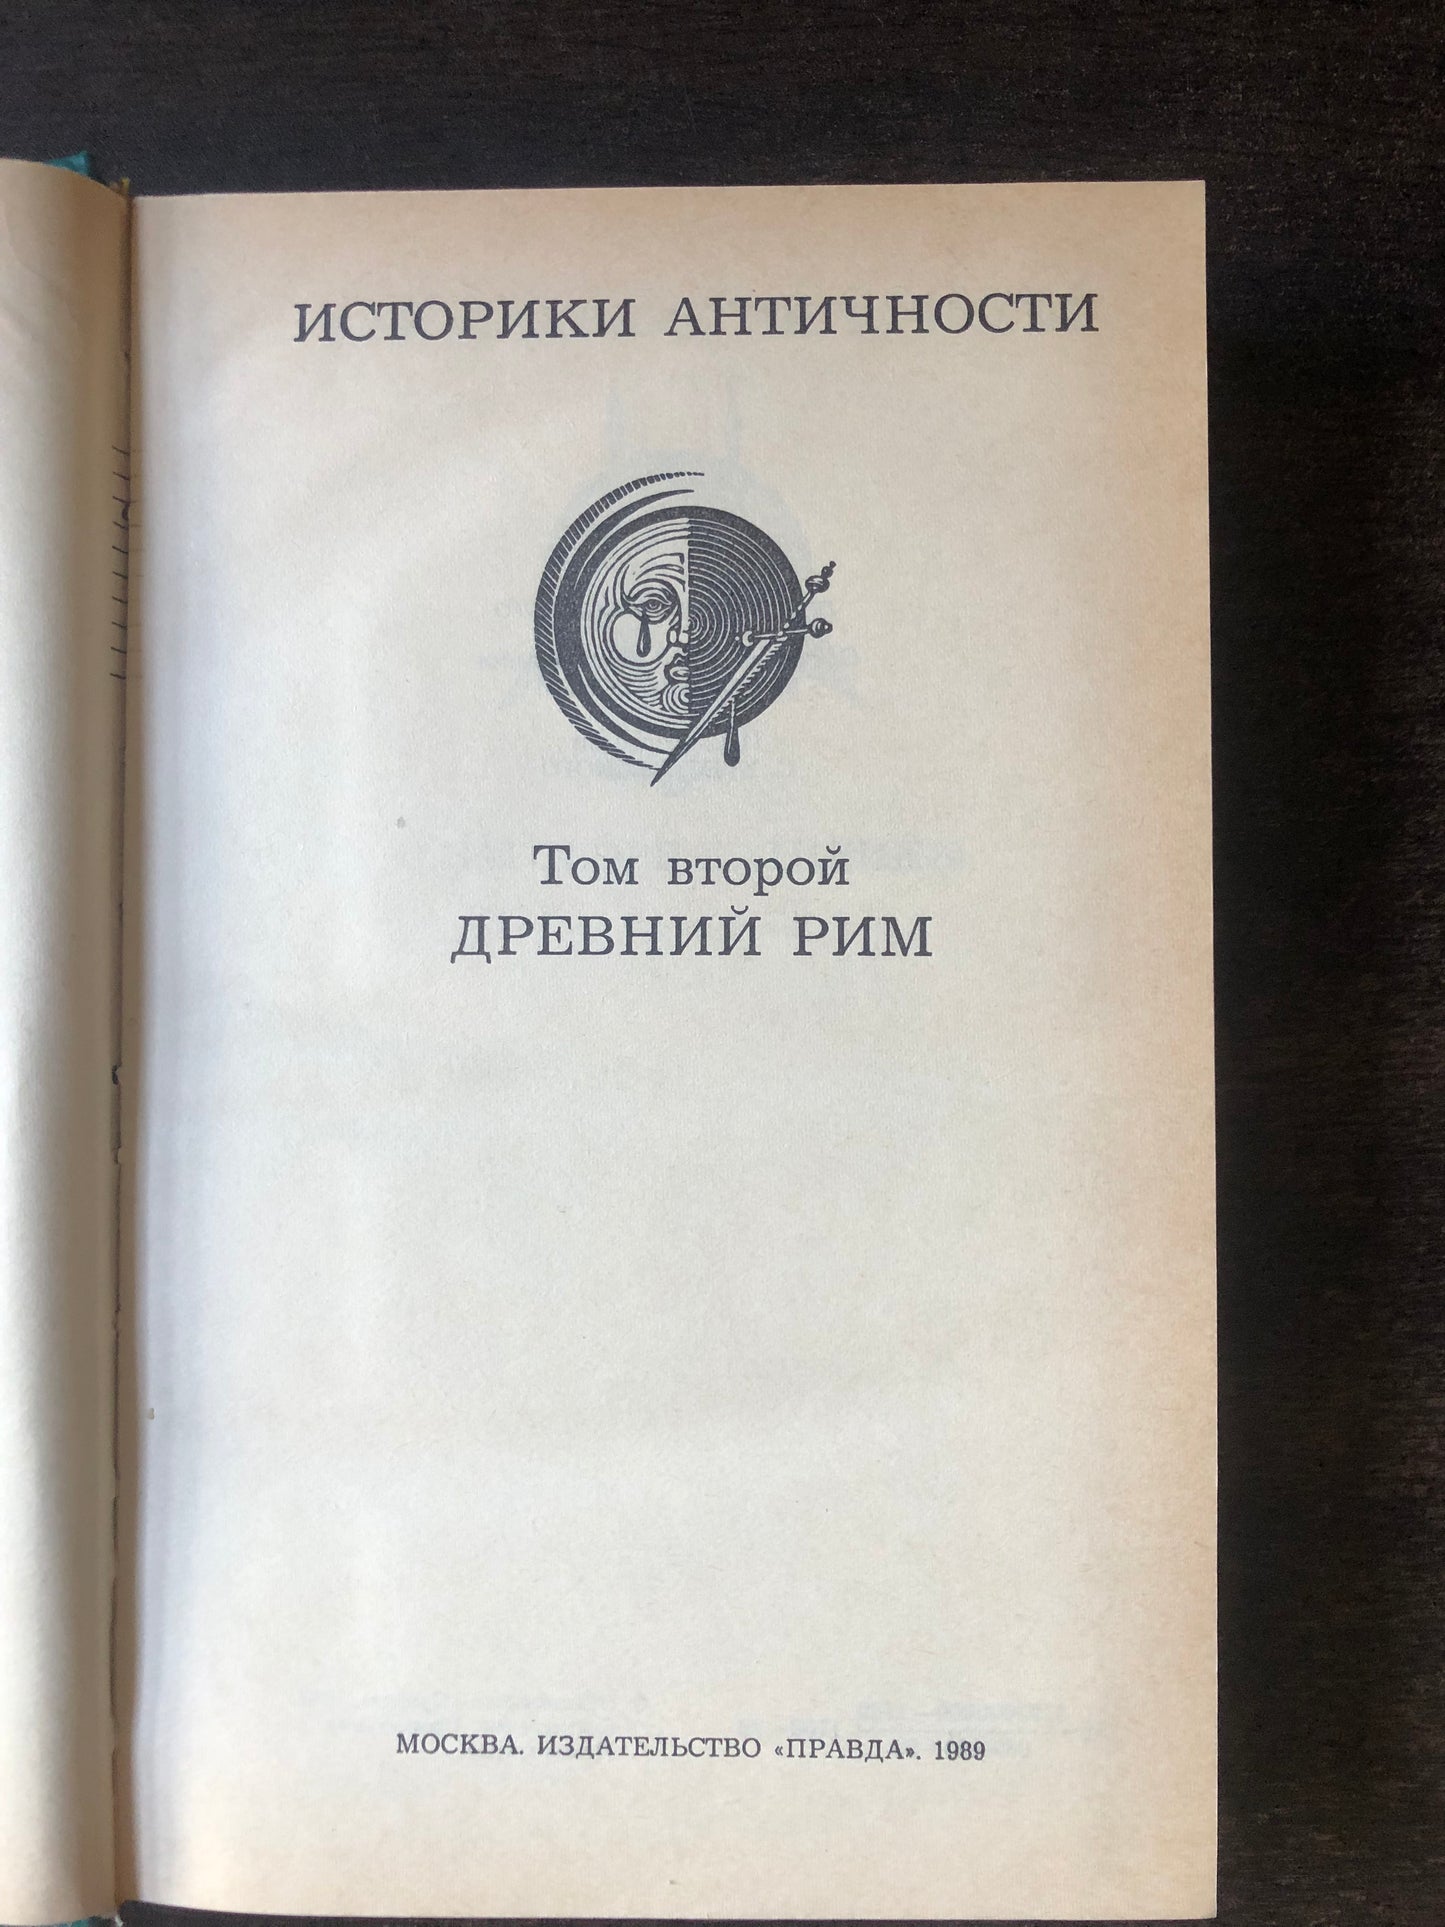 ИСТОРИКИ АНТИЧНОСТИ
Том второй
ДРЕВНИЙ РИМ
МОСКВА. ИЗДАТЕЛЬСТВО «ПРАВДА». 1989